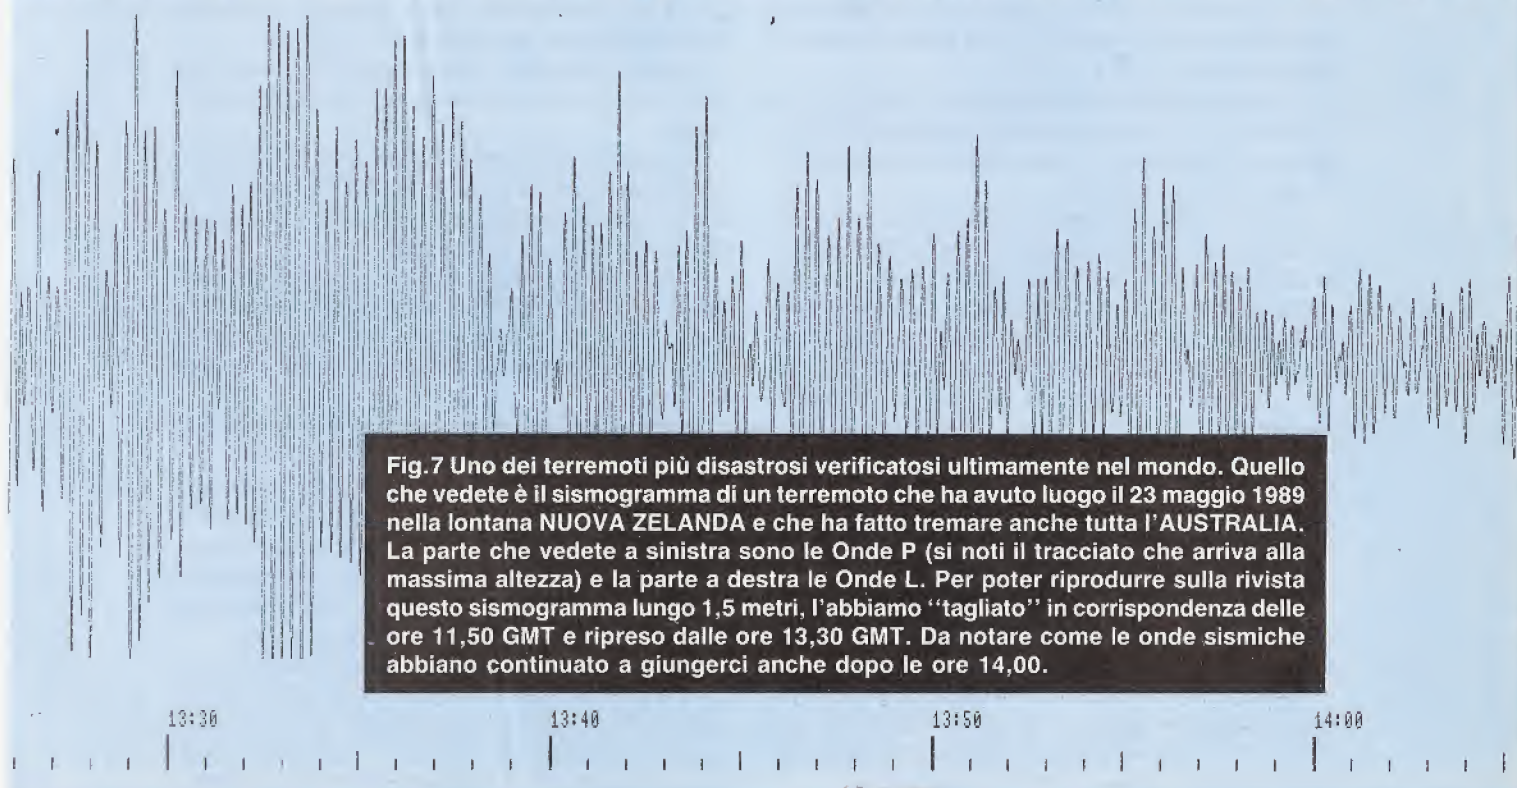 Fig.7 Uno dei terremoti più disastrosi verificatosi ultimamente nel mondo. Quello
che vedete è il sismogramma di un terremoto che ha avuto luogo il 23 maggio 1989
nella lontana NUOVA ZELANDA e che ha fatto tremare anche tutta l'AUSTRALIA.
La parte che vedete a sinistra sono le Onde P (si noti il tracciato che arriva alla
massima altezza) e la parte a destra le Onde L. Per poter riprodurre sulla rivista
questo sismogramma lungo 1,5 metri, l'abbiamo "tagliato" in corrispondenza delle
ore 11,50 GMT e ripreso dalle ore 13,30 GMT. Da notare come le onde sismiche
abbiano continuato a giungerci anche dopo le ore 14,00.
13:30 13:40 13:50 14:00